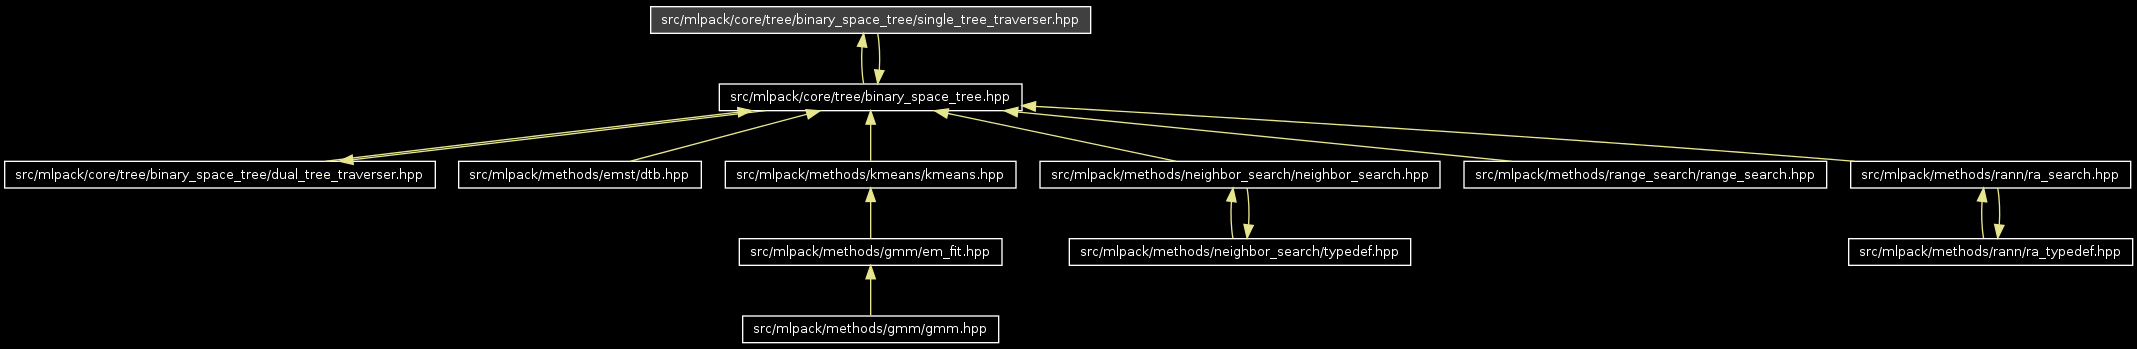 src/mlpack/core/tree/binary_space_tree/single_tree_traverser.hpp
src/mlpack/core/tree/binary_space_tree.hpp
src/mlpack/core/tree/binary_space_tree/dual_tree_traverser.hpp
src/mlpack/methods/emst/dtb.hpp
src/mlpack/methods/kmeans/kmeans.hpp
src/mlpack/methods/neighbor_search/neighbor_search.hpp
src/mlpack/methods/range_search/range_search.hpp
src/mlpack/methods/rann/ra_search.hpp
src/mlpack/methods/gmm/em_fit.hpp
src/mlpack/methods/neighbor_search/typedef.hpp
src/mlpack/methods/rann/ra_typedef.hpp
src/mlpack/methods/gmm/gmm.hpp